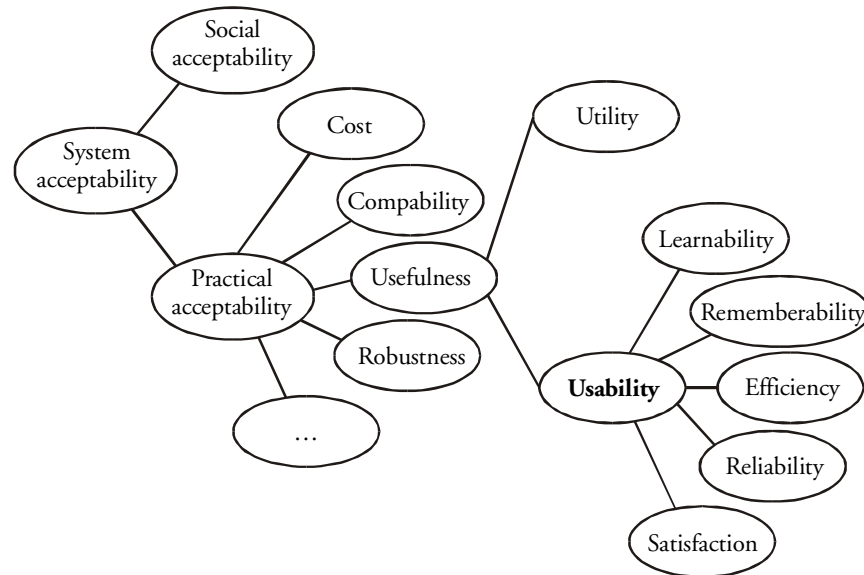 Social
acceptability
System
acceptability
Cost
Compability
Practical
acceptability
Usefulness
Robustness
…
Utility
Usability
Learnability
Rememberability
Efficiency
Reliability
Satisfaction